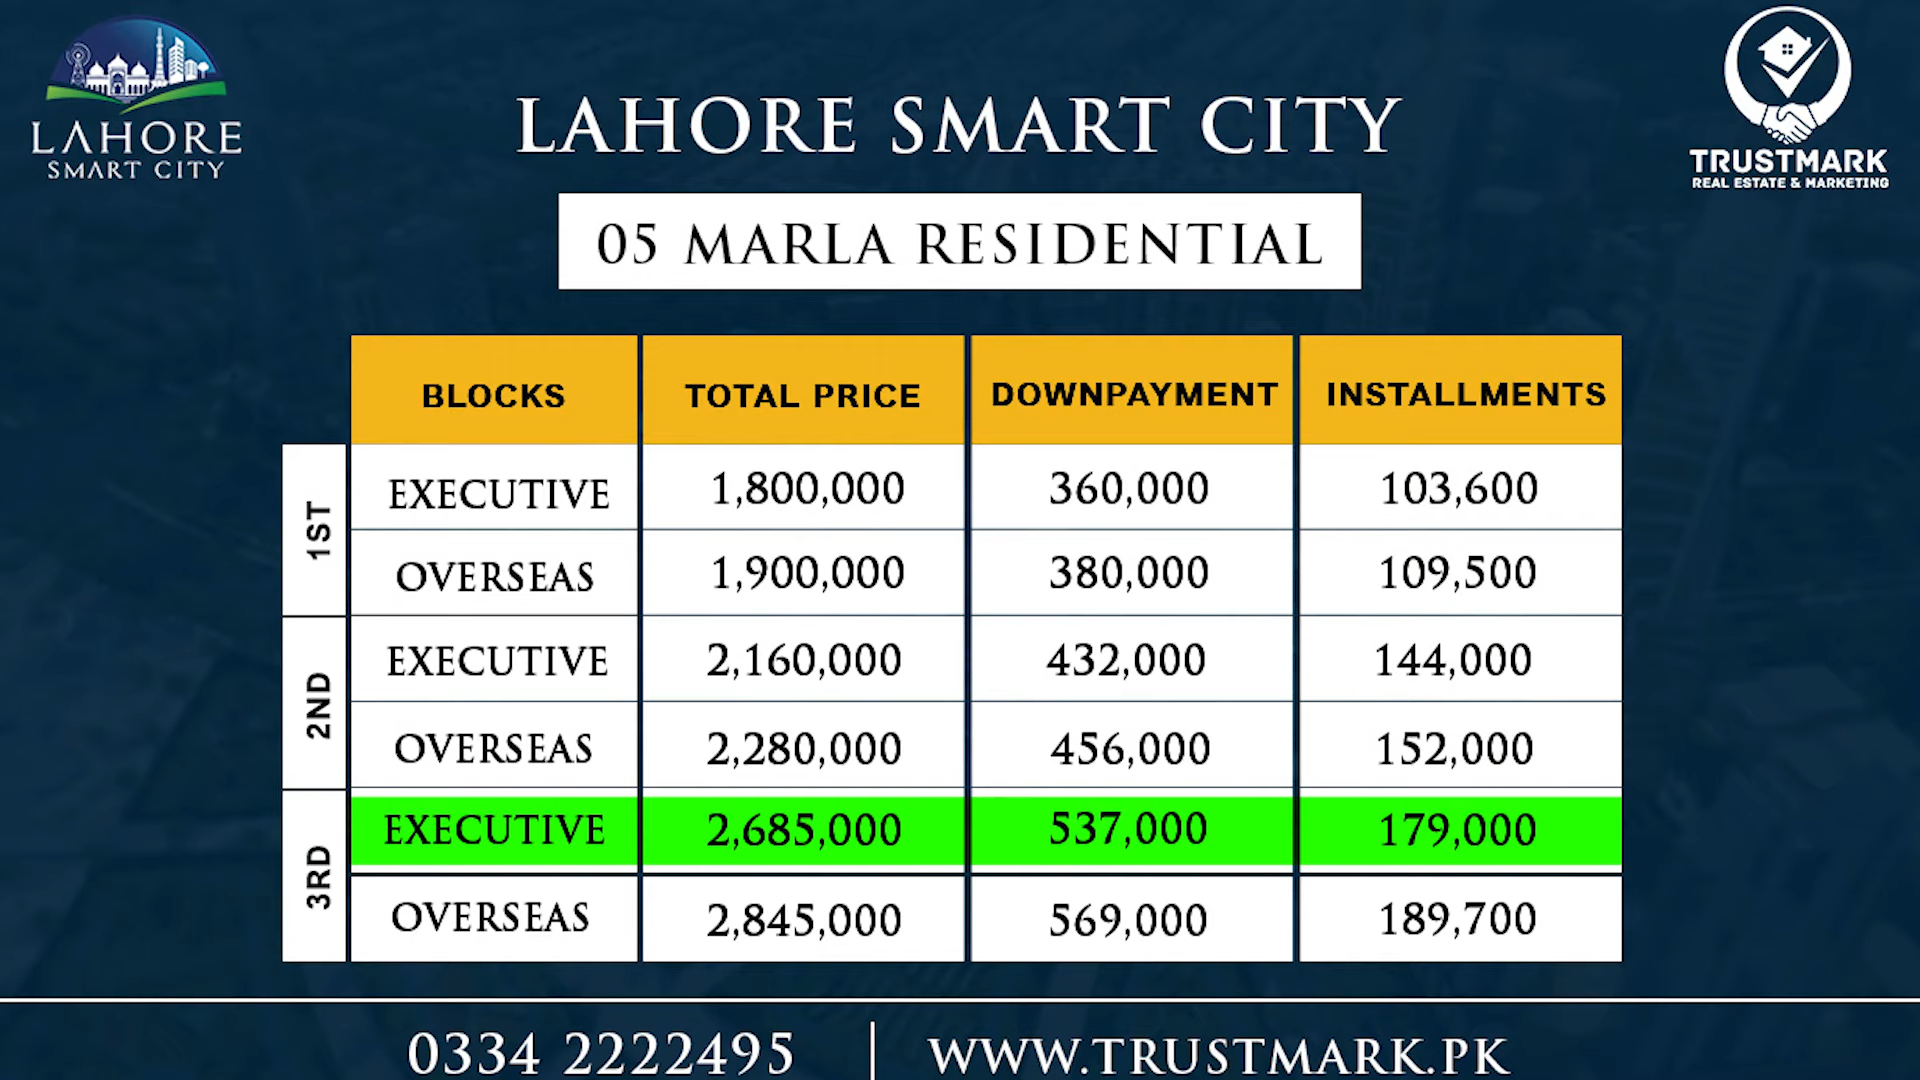 LAHORE
SMART CITY
LAHORE SMART CITY
TRUSTMARK
REAL ESTATE & MARKETING
05 MARLA RESIDENTIAL
BLOCKS TOTAL PRICE DOWNPAYMENT INSTALLMENTS
1ST
EXECUTIVE 1,800,000 360,000 103,600
OVERSEAS 1,900,000 380,000 109,500
2ND
EXECUTIVE 2,160,000 432,000 144,000
OVERSEAS 2,280,000 456,000 152,000
3RD
EXECUTIVE 2,685,000 537,000 179,000
OVERSEAS 2,845,000 569,000 189,700
0334 2222495 | WWW.TRUSTMARK.PK